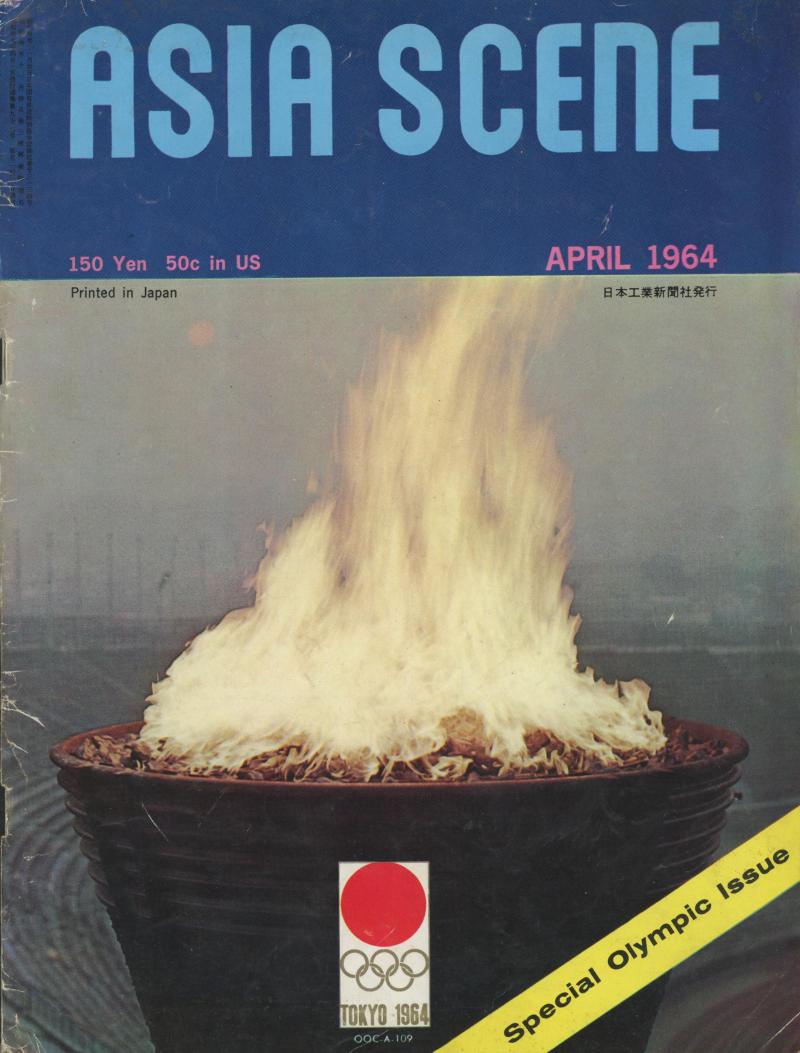 ASIA SCENE
150 Yen 50c in US
APRIL 1964
Printed in Japan
日本工業新聞社発行
TOKYO 1964
OOC-A-109
Special Olympic Issue